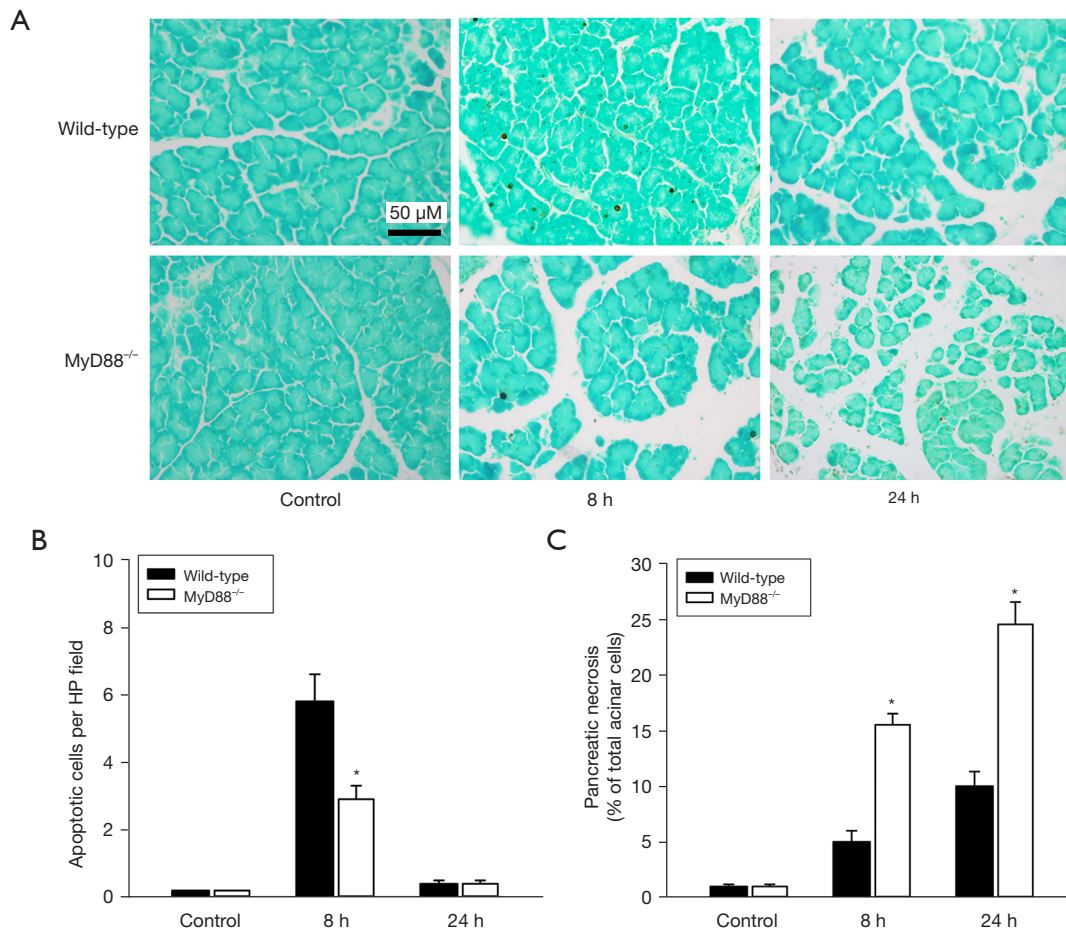 A
Wild-type
50 µM
MyD88⁻/⁻
Control
8 h
24 h
B
Apoptotic cells per HP field
10
8
6
4
2
0
Wild-type
MyD88⁻/⁻
*
Control
8 h
24 h
C
Pancreatic necrosis
(% of total acinar cells)
30
25
20
15
10
5
0
Wild-type
MyD88⁻/⁻
*
*
Control
8 h
24 h